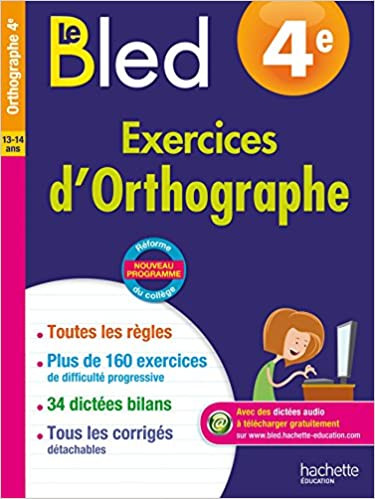 Orthographe 4e
13-14
ans
Le
Bled
4e
Exercices
d'Orthographe
Réforme
NOUVEAU
PROGRAMME
du collège
• Toutes les règles
• Plus de 160 exercices
de difficulté progressive
• 34 dictées bilans
• Tous les corrigés
détachables
@
Avec des dictées audio
à télécharger gratuitement
sur www.bled.hachette-education.com
hachette
ÉDUCATION